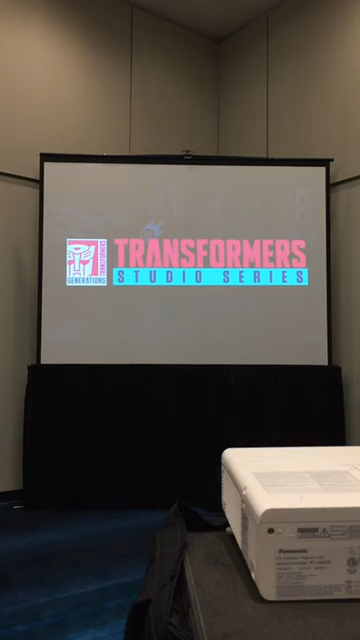 TRANSFORMERS
STUDIO SERIES
GENERATIONS
TRANSFORMERS
Panasonic